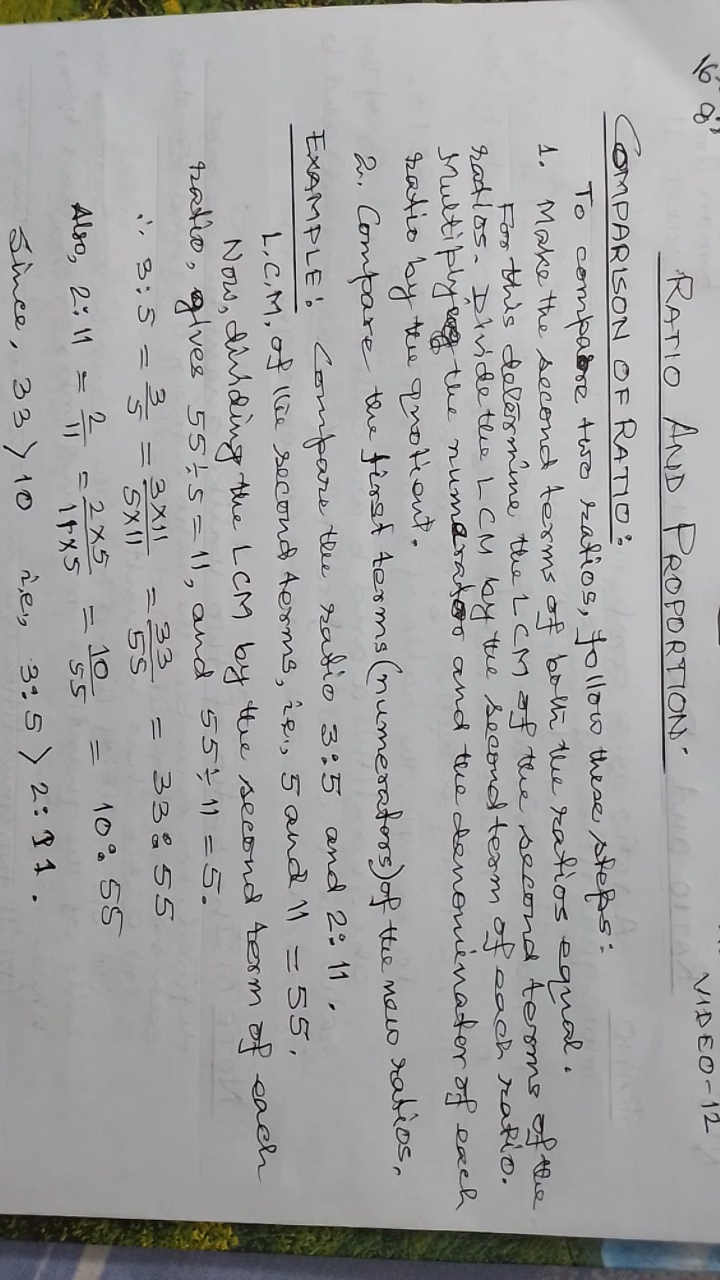 VIDEO-12
RATIO AND PROPORTION.
COMPARISON OF RATIO:
To compare two ratios, follow these steps:
1. Make the second terms of both the ratios equal.
For this determine the LCM of the second terms of the
ratios. Divide the LCM by the second term of each ratio.
Multiply the numerator and the denominator of each
ratio by the quotient.
2. Compare the first terms (numerators) of the new ratios.
EXAMPLE: Compare the ratio 3:5 and 2:11.
L.C.M. of the second terms, i.e., 5 and 11 = 55.
Now, dividing the LCM by the second term of each
ratio, gives 55÷5 = 11, and 55÷11 = 5.
∴ 3:5 = 3/5 = 3×11/5×11 = 33/55 = 33:55
Also, 2:11 = 2/11 = 2×5/11×5 = 10/55 = 10:55
Since, 33 > 10 i.e., 3:5 > 2:11.